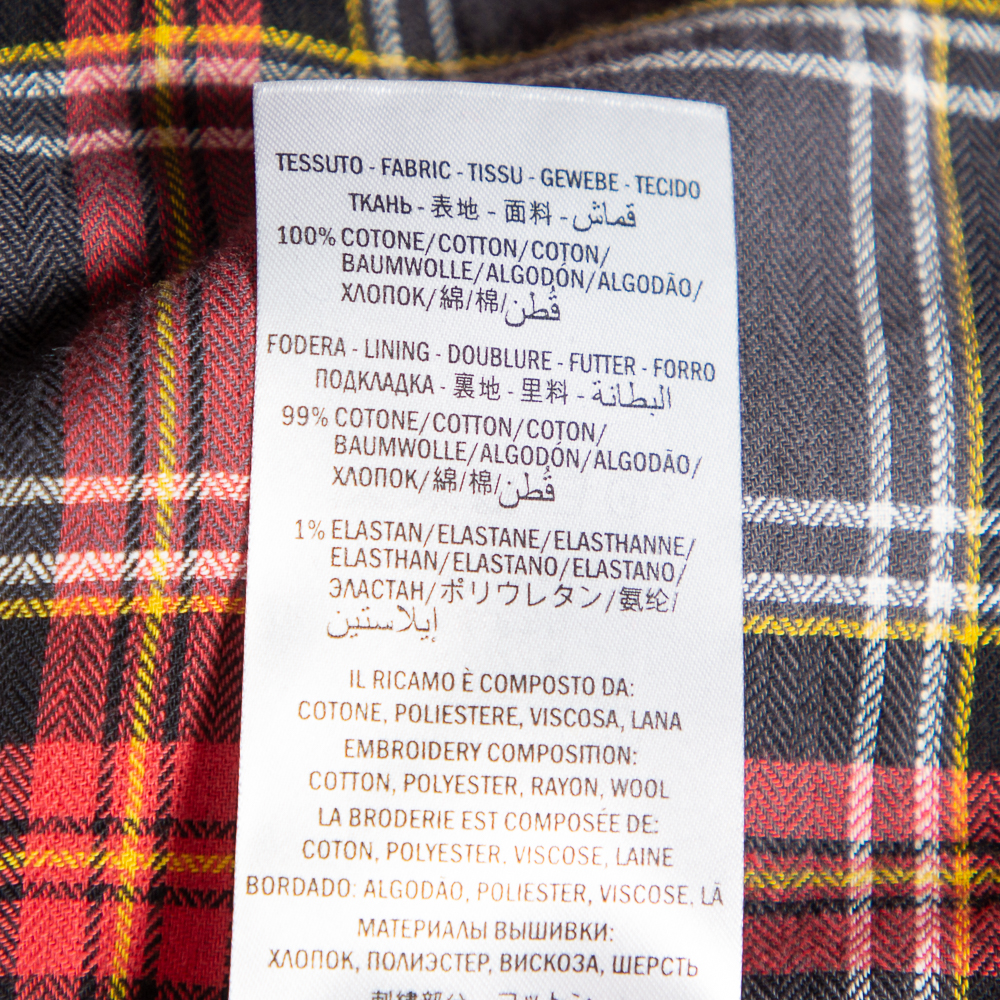 TESSUTO - FABRIC - TISSU - GEWEBE - TECIDO
ТКАНЬ - 表地 - 面料 - قماش
100% COTONE/COTTON/COTON/
BAUMWOLLE/ALGODÓN/ALGODÃO/
ХЛОПОК/綿/棉/قُطن
FODERA - LINING - DOUBLURE - FUTTER - FORRO
ПОДКЛАДКА - 裏地 - 里料 - البطانة
99% COTONE/COTTON/COTON/
BAUMWOLLE/ALGODÓN/ALGODÃO/
ХЛОПОК/綿/棉/قُطن
1% ELASTAN/ELASTANE/ELASTHANNE/
ELASTHAN/ELASTANO/ELASTANO/
ЭЛАСТАН/ポリウレタン/氨纶/
إيلاستين
IL RICAMO È COMPOSTO DA:
COTONE, POLIESTERE, VISCOSA, LANA
EMBROIDERY COMPOSITION:
COTTON, POLYESTER, RAYON, WOOL
LA BRODERIE EST COMPOSÉE DE:
COTON, POLYESTER, VISCOSE, LAINE
BORDADO: ALGODÃO, POLIESTER, VISCOSE, LÃ
МАТЕРИАЛЫ ВЫШИВКИ:
ХЛОПОК, ПОЛИЭСТЕР, ВИСКОЗА, ШЕРСТЬ